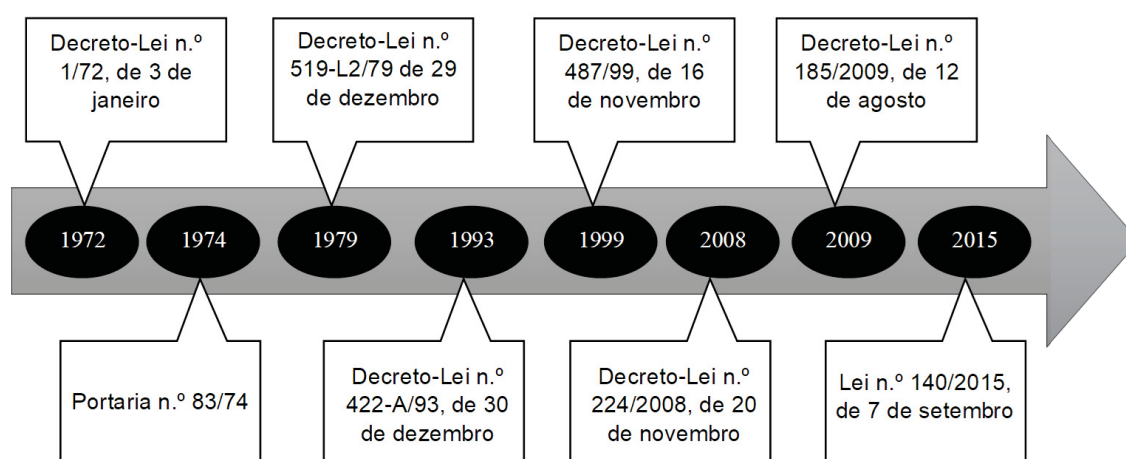 Decreto-Lei n.º
1/72, de 3 de
janeiro
Decreto-Lei n.º
519-L2/79 de 29
de dezembro
Decreto-Lei n.º
487/99, de 16
de novembro
Decreto-Lei n.º
185/2009, de 12
de agosto
1972
1974
1979
1993
1999
2008
2009
2015
Portaria n.º 83/74
Decreto-Lei n.º
422-A/93, de 30
de dezembro
Decreto-Lei n.º
224/2008, de 20
de novembro
Lei n.º 140/2015,
de 7 de setembro